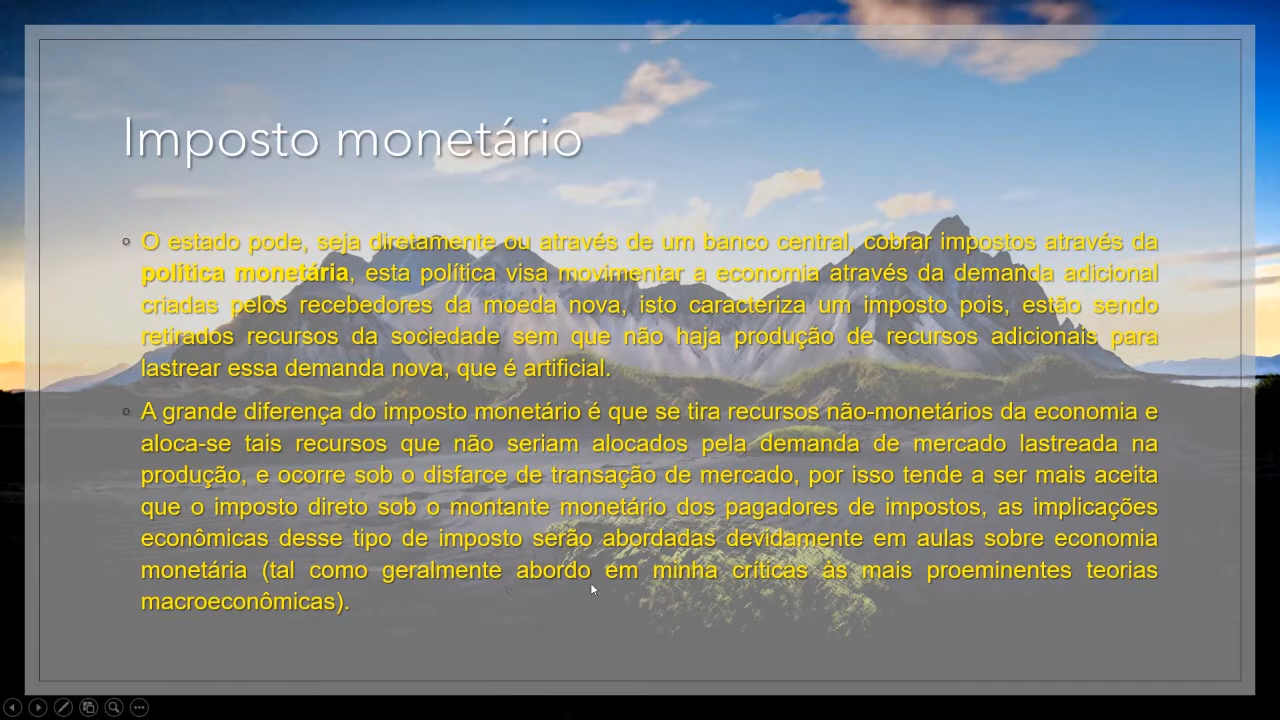 Imposto monetário
O estado pode, seja diretamente ou através de um banco central, cobrar impostos através da
política monetária, esta política visa movimentar a economia através da demanda adicional
criadas pelos recebedores da moeda nova, isto caracteriza um imposto pois, estão sendo
retirados recursos da sociedade sem que não haja produção de recursos adicionais para
lastrear essa demanda nova, que é artificial.
A grande diferença do imposto monetário é que se tira recursos não-monetários da economia e
aloca-se tais recursos que não seriam alocados pela demanda de mercado lastreada na
produção, e ocorre sob o disfarce de transação de mercado, por isso tende a ser mais aceita
que o imposto direto sob o montante monetário dos pagadores de impostos, as implicações
econômicas desse tipo de imposto serão abordadas devidamente em aulas sobre economia
monetária (tal como geralmente abordo em minha críticas às mais proeminentes teorias
macroeconômicas).